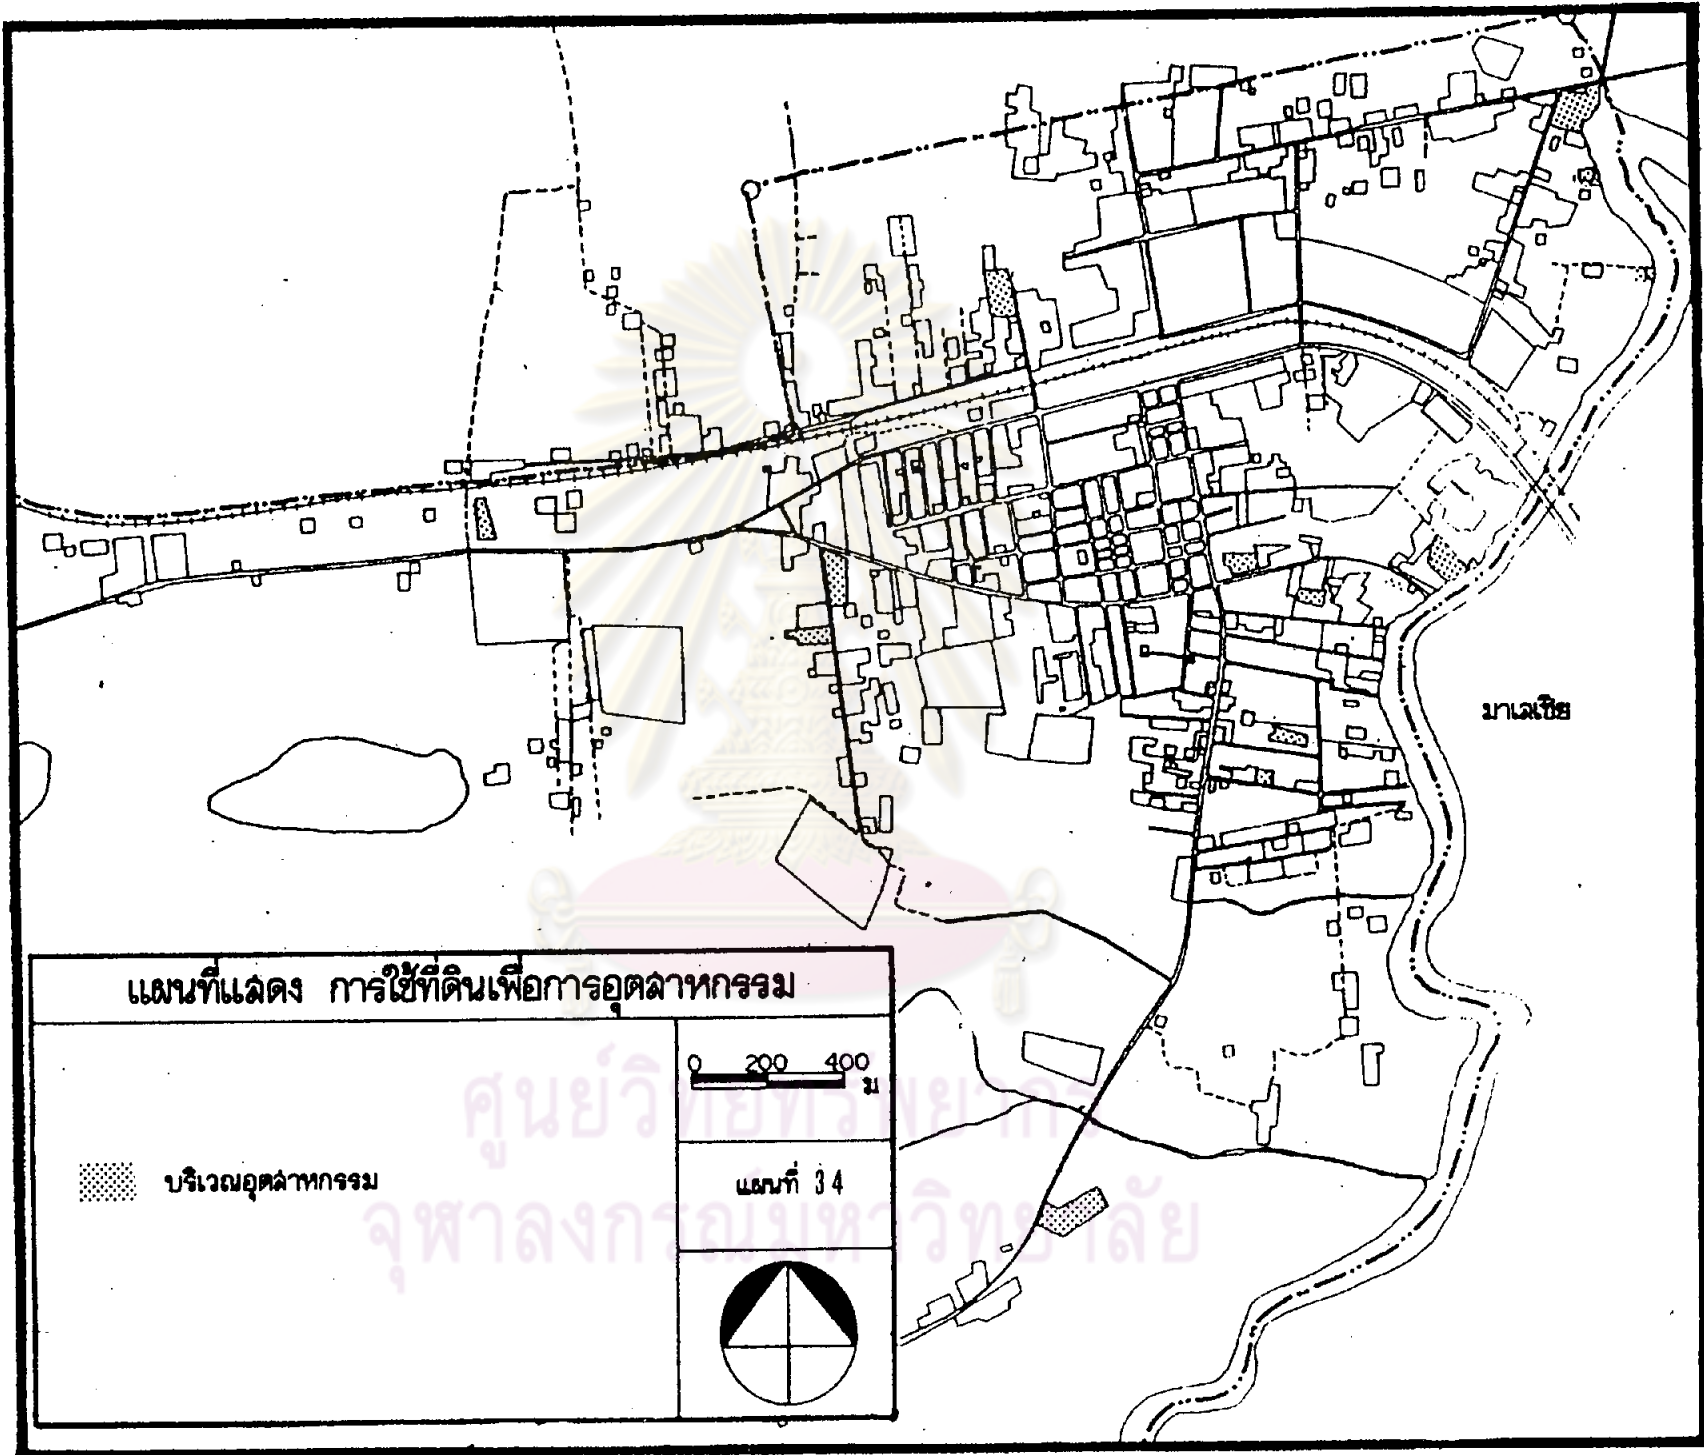 มาเลเซีย
แผนที่แสดง การใช้ที่ดินเพื่อการอุตสาหกรรม
0 200 400
ม
บริเวณอุตสาหกรรม
แผนที่ 34
ศูนย์วิทยทรัพยากร
จุฬาลงกรณ์มหาวิทยาลัย